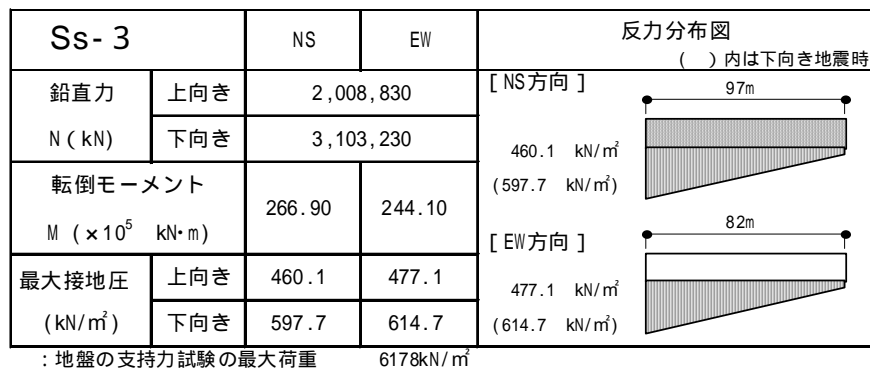 Ss-3 NS EW 反力分布図
( )内は下向き地震時
鉛直力 N(kN) 上向き 2,008,830
下向き 3,103,230
転倒モーメント M (×10⁵ kN・m) 266.90 244.10
最大接地圧 (kN/㎡) 上向き 460.1 477.1
下向き 597.7 614.7
[NS方向]
97m
460.1 kN/㎡
(597.7 kN/㎡)
[EW方向]
82m
477.1 kN/㎡
(614.7 kN/㎡)
:地盤の支持力試験の最大荷重 6178kN/㎡